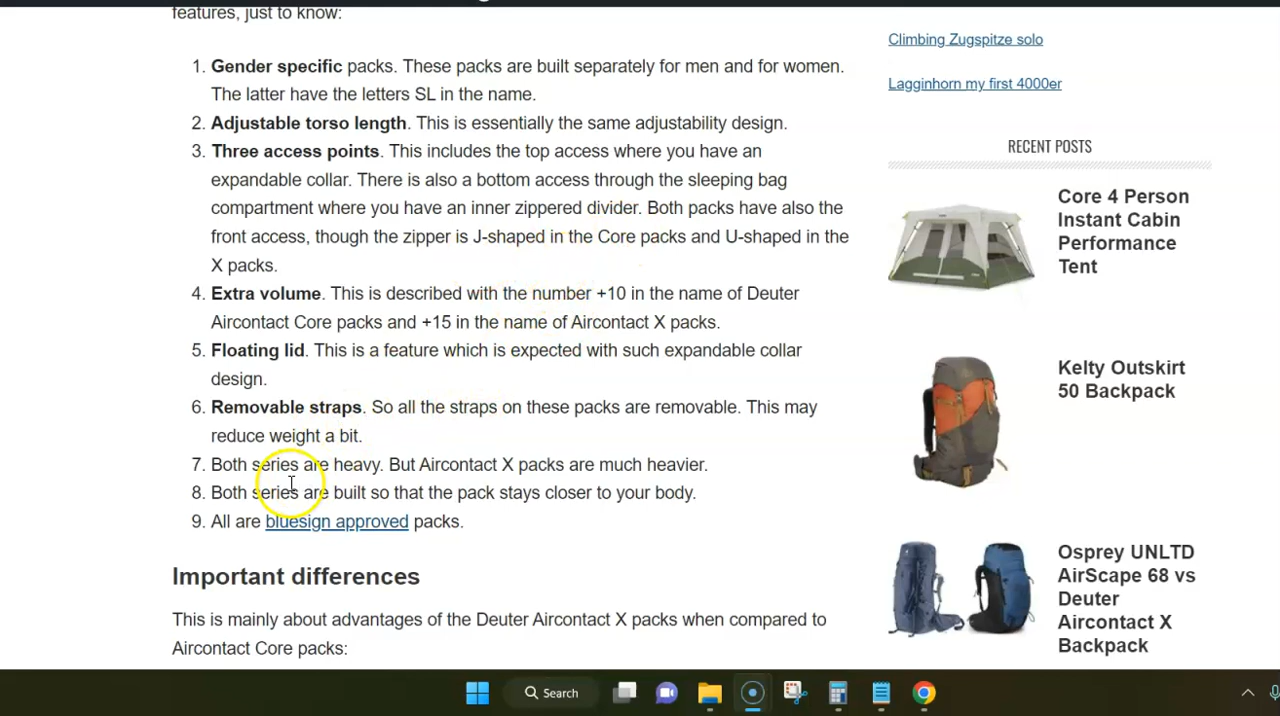 features, just to know:
1. Gender specific packs. These packs are built separately for men and for women.
The latter have the letters SL in the name.
2. Adjustable torso length. This is essentially the same adjustability design.
3. Three access points. This includes the top access where you have an
expandable collar. There is also a bottom access through the sleeping bag
compartment where you have an inner zippered divider. Both packs have also the
front access, though the zipper is J-shaped in the Core packs and U-shaped in the
X packs.
4. Extra volume. This is described with the number +10 in the name of Deuter
Aircontact Core packs and +15 in the name of Aircontact X packs.
5. Floating lid. This is a feature which is expected with such expandable collar
design.
6. Removable straps. So all the straps on these packs are removable. This may
reduce weight a bit.
7. Both series are heavy. But Aircontact X packs are much heavier.
8. Both series are built so that the pack stays closer to your body.
9. All are bluesign approved packs.
Important differences
This is mainly about advantages of the Deuter Aircontact X packs when compared to
Aircontact Core packs:
Climbing Zugspitze solo
Lagginhorn my first 4000er
RECENT POSTS
Core 4 Person
Instant Cabin
Performance
Tent
Kelty Outskirt
50 Backpack
Osprey UNLTD
AirScape 68 vs
Deuter
Aircontact X
Backpack
Search